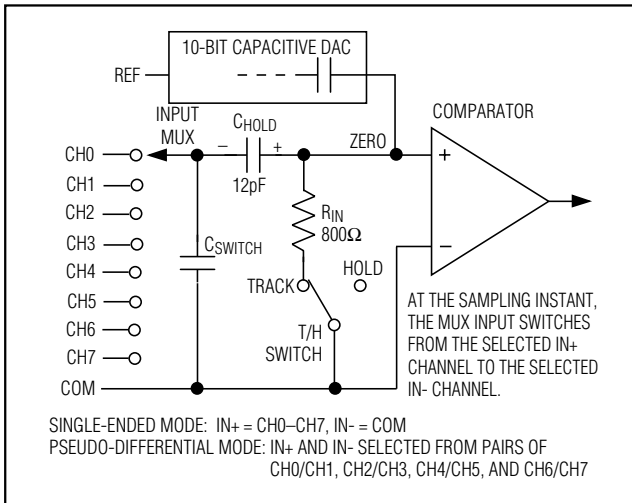 10-BIT CAPACITIVE DAC
REF
INPUT
MUX
CHOLD
− +
12pF
ZERO
COMPARATOR
+
−
CH0
CH1
CH2
CH3
CH4
CH5
CH6
CH7
COM
CSWITCH
RIN
800Ω
TRACK
HOLD
T/H
SWITCH
AT THE SAMPLING INSTANT,
THE MUX INPUT SWITCHES
FROM THE SELECTED IN+
CHANNEL TO THE SELECTED
IN- CHANNEL.
SINGLE-ENDED MODE: IN+ = CH0–CH7, IN- = COM
PSEUDO-DIFFERENTIAL MODE: IN+ AND IN- SELECTED FROM PAIRS OF
CH0/CH1, CH2/CH3, CH4/CH5, AND CH6/CH7